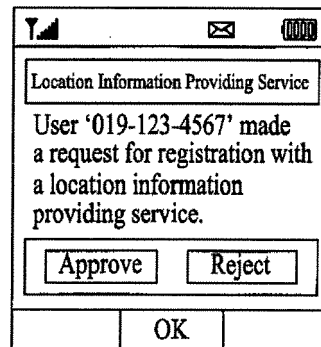 Location Information Providing Service
User ‘019-123-4567’ made
a request for registration with
a location information
providing service.
Approve Reject
OK